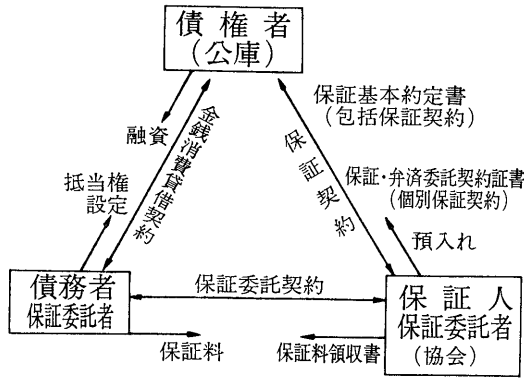 債権者
(公庫)
融資
金銭消費貸借契約
抵当権
設定
保証契約
保証基本約定書
(包括保証契約)
保証・弁済委託契約証書
(個別保証契約)
預入れ
債務者
保証委託者
保証委託契約
保証人
保証委託者
(協会)
保証料
保証料領収書